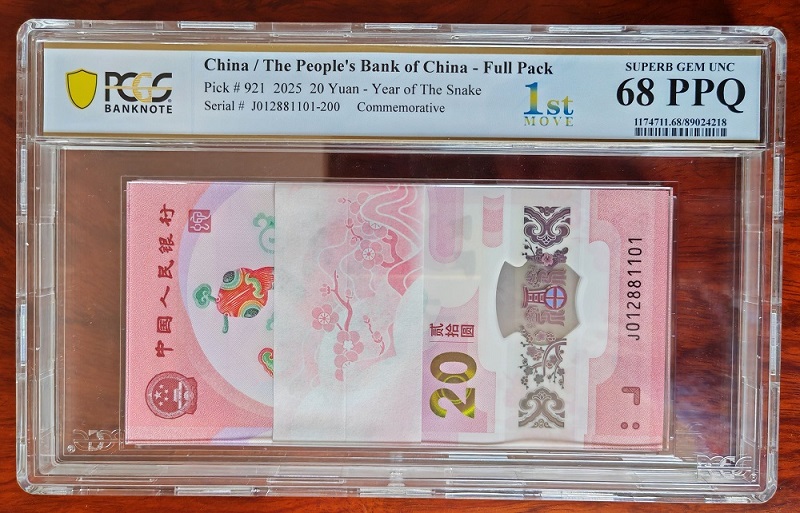 China / The People's Bank of China - Full Pack
Pick # 921 2025 20 Yuan - Year of The Snake
Serial # J012881101-200 Commemorative
PCGS
BANKNOTE
1st
MOVE
SUPERB GEM UNC
68 PPQ
1174711.68/89024218
中国人民银行
贰拾圆
20
J012881101